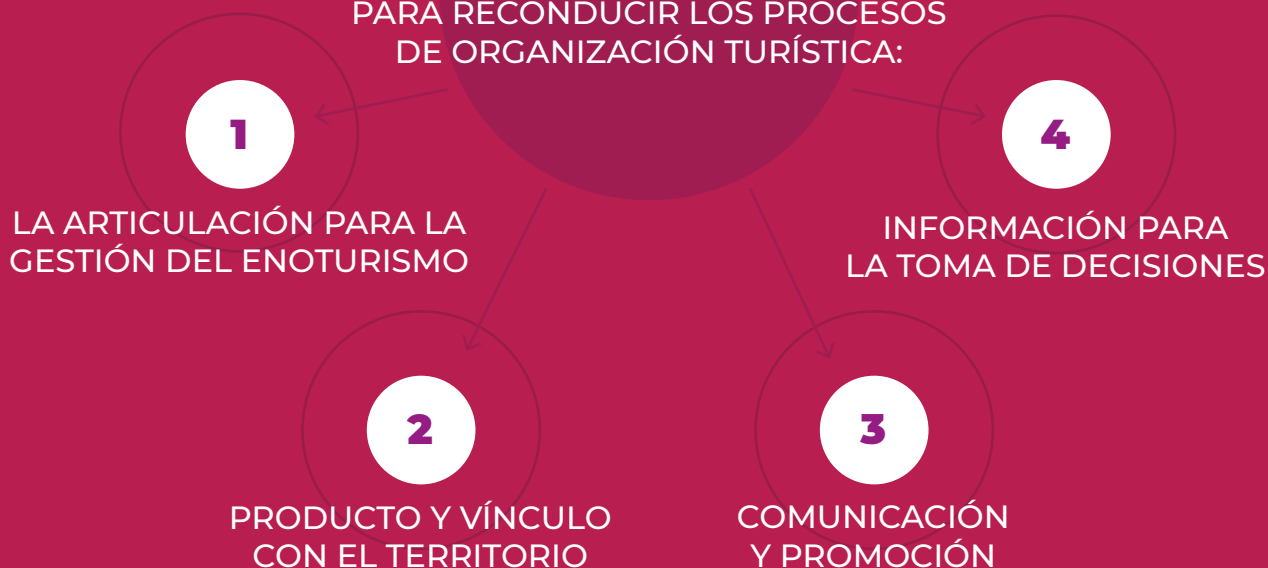 PARA RECONDUCIR LOS PROCESOS
DE ORGANIZACIÓN TURÍSTICA:
1
LA ARTICULACIÓN PARA LA
GESTIÓN DEL ENOTURISMO
2
PRODUCTO Y VÍNCULO
CON EL TERRITORIO
3
COMUNICACIÓN
Y PROMOCIÓN
4
INFORMACIÓN PARA
LA TOMA DE DECISIONES